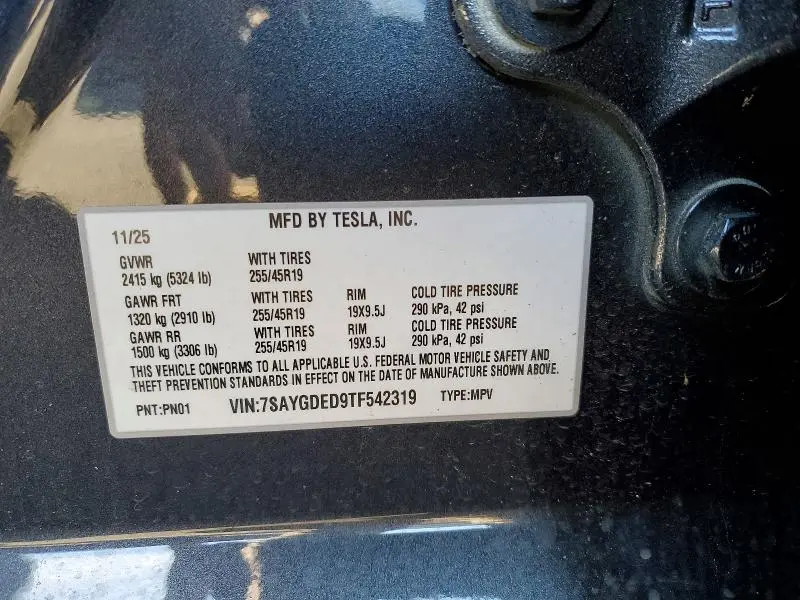 MFD BY TESLA, INC.
11/25
GVWR WITH TIRES
2415 kg (5324 lb) 255/45R19
GAWR FRT WITH TIRES RIM COLD TIRE PRESSURE
1320 kg (2910 lb) 255/45R19 19X9.5J 290 kPa, 42 psi
GAWR RR WITH TIRES RIM COLD TIRE PRESSURE
1500 kg (3306 lb) 255/45R19 19X9.5J 290 kPa, 42 psi
THIS VEHICLE CONFORMS TO ALL APPLICABLE U.S. FEDERAL MOTOR VEHICLE SAFETY AND
THEFT PREVENTION STANDARDS IN EFFECT ON THE DATE OF MANUFACTURE SHOWN ABOVE.
PNT:PN01 VIN:7SAYGDED9TF542319 TYPE:MPV